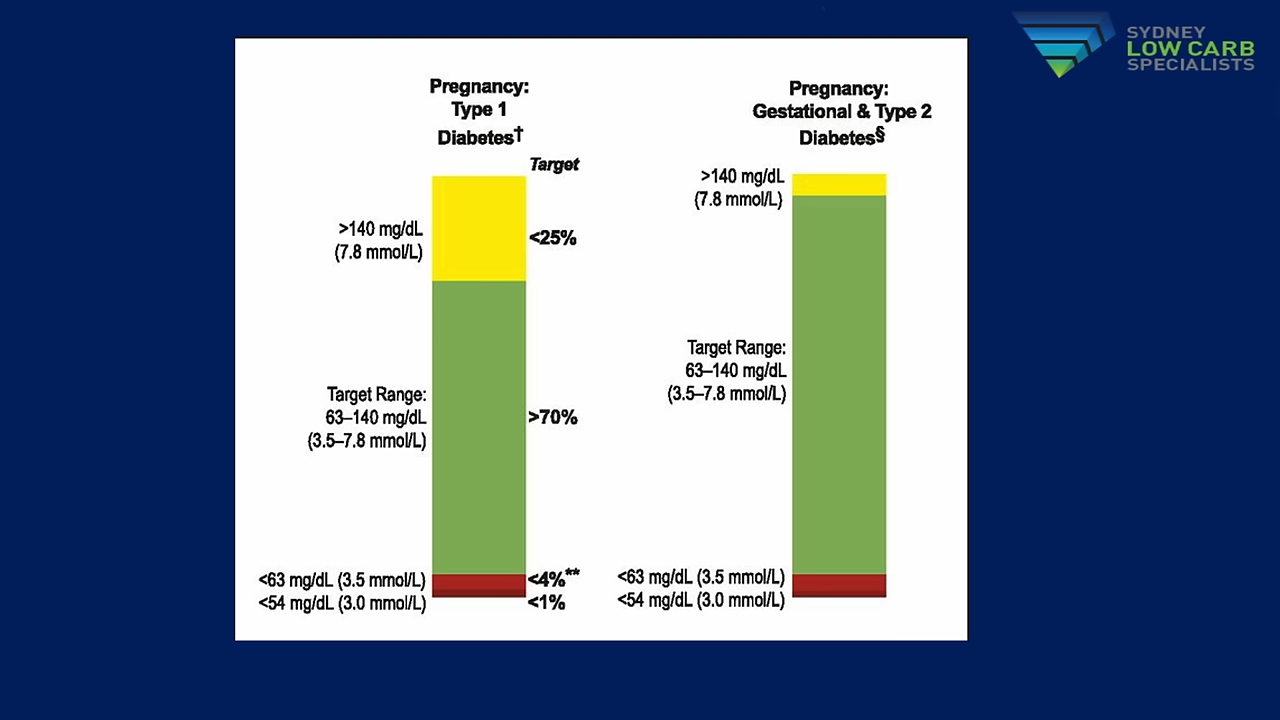 SYDNEY
LOW CARB
SPECIALISTS
Pregnancy:
Type 1
Diabetes†
Target
>140 mg/dL
(7.8 mmol/L)
<25%
Target Range:
63–140 mg/dL
(3.5–7.8 mmol/L)
>70%
<63 mg/dL (3.5 mmol/L)
<4%**
<54 mg/dL (3.0 mmol/L)
<1%
Pregnancy:
Gestational & Type 2
Diabetes§
>140 mg/dL
(7.8 mmol/L)
Target Range:
63–140 mg/dL
(3.5–7.8 mmol/L)
<63 mg/dL (3.5 mmol/L)
<54 mg/dL (3.0 mmol/L)